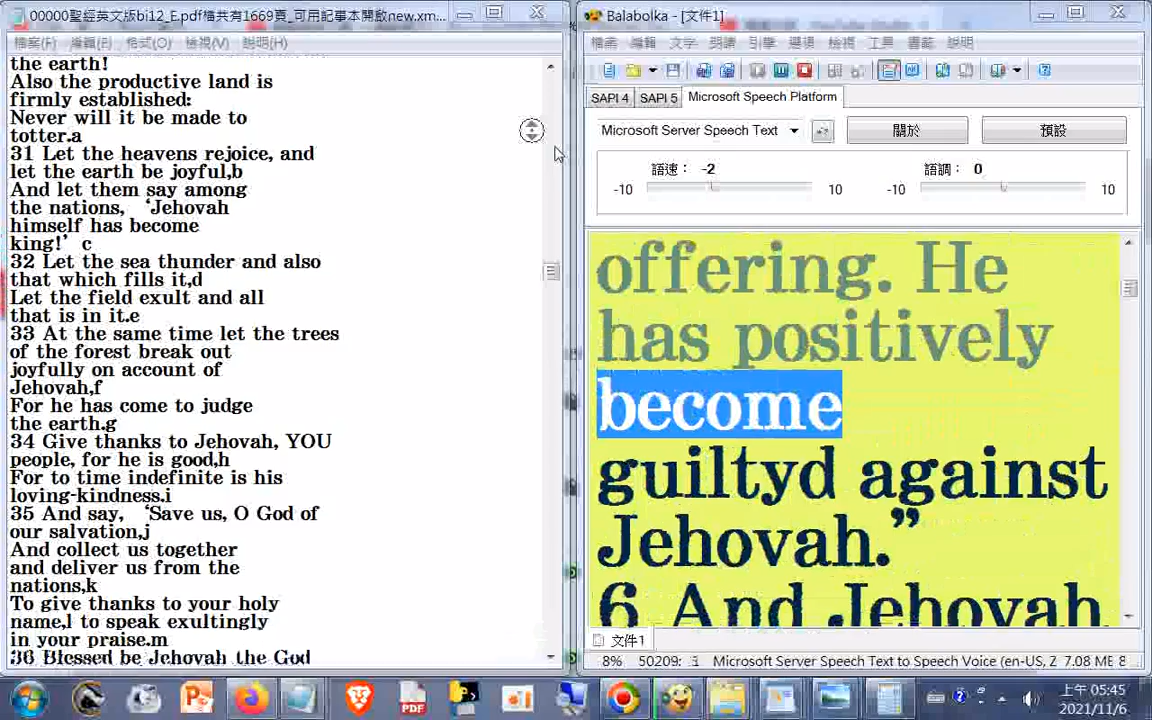 00000聖經英文版bi12_E.pdf檔共有1669頁_可用記事本開啟new.xm...
檔案(F) 編輯(E) 格式(O) 檢視(V) 說明(H)
the earth!
Also the productive land is
firmly established:
Never will it be made to
totter.a
31 Let the heavens rejoice, and
let the earth be joyful,b
And let them say among
the nations, ‘Jehovah
himself has become
king!’ c
32 Let the sea thunder and also
that which fills it,d
Let the field exult and all
that is in it.e
33 At the same time let the trees
of the forest break out
joyfully on account of
Jehovah,f
For he has come to judge
the earth.g
34 Give thanks to Jehovah, YOU
people, for he is good,h
For to time indefinite is his
loving-kindness.i
35 And say, ‘Save us, O God of
our salvation,j
And collect us together
and deliver us from the
nations,k
To give thanks to your holy
name,l to speak exultingly
in your praise.m
36 Blessed be Jehovah the God
Balabolka - [文件1]
檔案 編輯 文字 朗讀 引擎 選項 檢視 工具 書籤 說明
SAPI 4 SAPI 5 Microsoft Speech Platform
Microsoft Server Speech Text 關於 預設
語速： -2 語調： 0
-10 10 -10 10
offering. He
has positively
become
guiltyd against
Jehovah.”
6 And Jehovah
文件1
8% 50209: 1 Microsoft Server Speech Text to Speech Voice (en-US, Z 7.08 MB 8
PDF
上午 05:45
2021/11/6